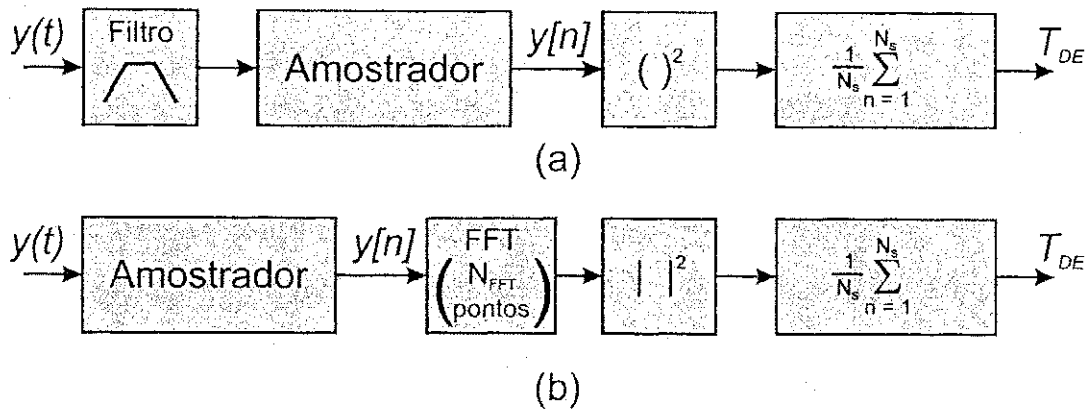 y(t)
Filtro
Amostrador
y[n]
( )²
1/Nₛ ∑ Nₛ n = 1
T_DE
(a)
y(t)
Amostrador
y[n]
FFT
( N_FFT )
pontos
| |²
1/Nₛ ∑ Nₛ n = 1
T_DE
(b)